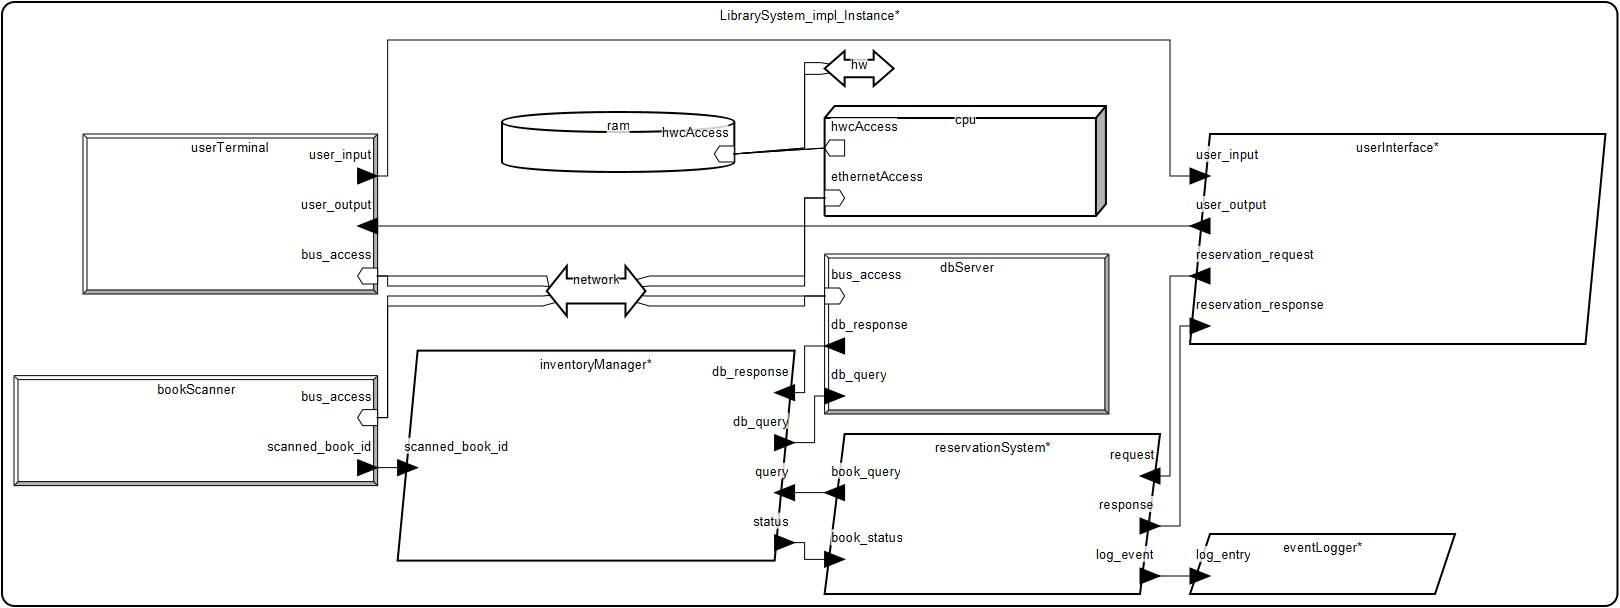 LibrarySystem_impl_Instance*
hw
ram
hwcAccess
cpu
hwcAccess
ethernetAccess
userTerminal
user_input
user_output
bus_access
userInterface*
user_input
user_output
reservation_request
reservation_response
network
dbServer
bus_access
db_response
db_query
bookScanner
bus_access
scanned_book_id
inventoryManager*
scanned_book_id
db_response
db_query
query
status
reservationSystem*
book_query
book_status
request
response
log_event
eventLogger*
log_entry